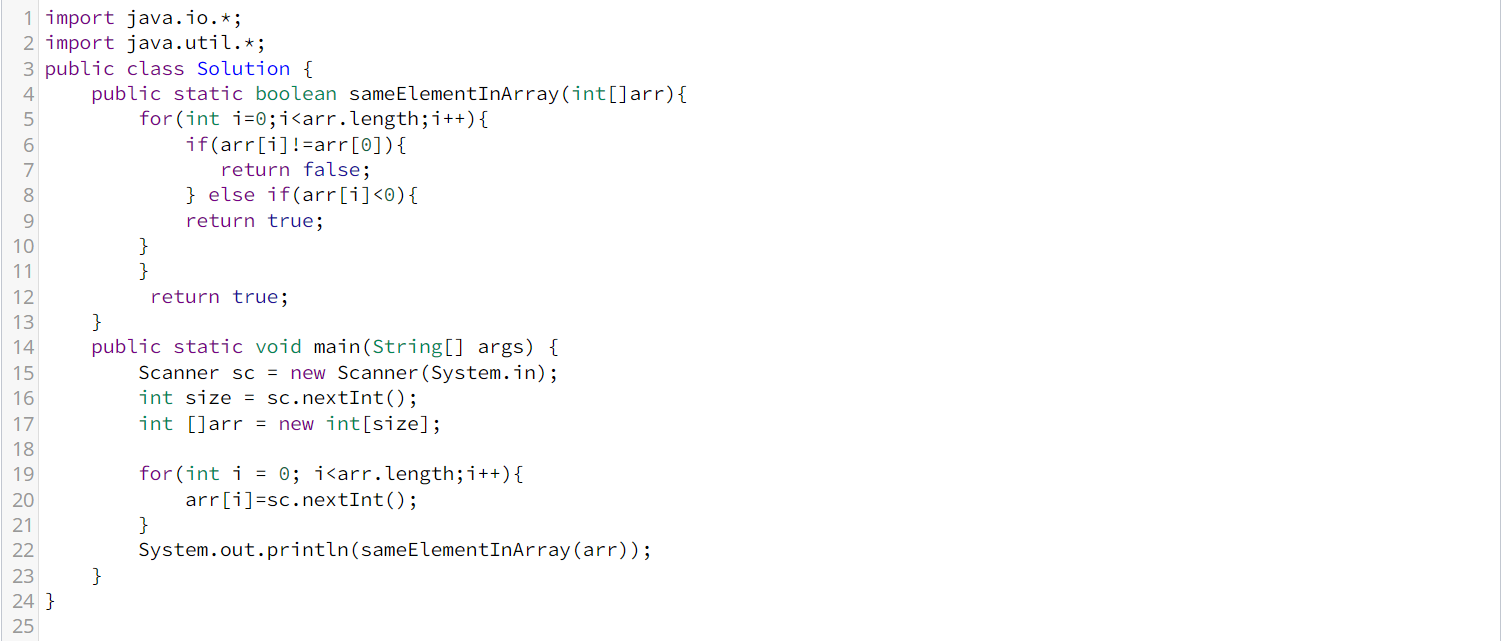 1 import java.io.*;
2 import java.util.*;
3 public class Solution {
4     public static boolean sameElementInArray(int[]arr){
5         for(int i=0;i<arr.length;i++){
6             if(arr[i]!=arr[0]){
7                return false;
8             } else if(arr[i]<0){
9             return true;
10         }
11         }
12          return true;
13     }
14     public static void main(String[] args) {
15         Scanner sc = new Scanner(System.in);
16         int size = sc.nextInt();
17         int []arr = new int[size];
18
19         for(int i = 0; i<arr.length;i++){
20             arr[i]=sc.nextInt();
21         }
22         System.out.println(sameElementInArray(arr));
23     }
24 }
25